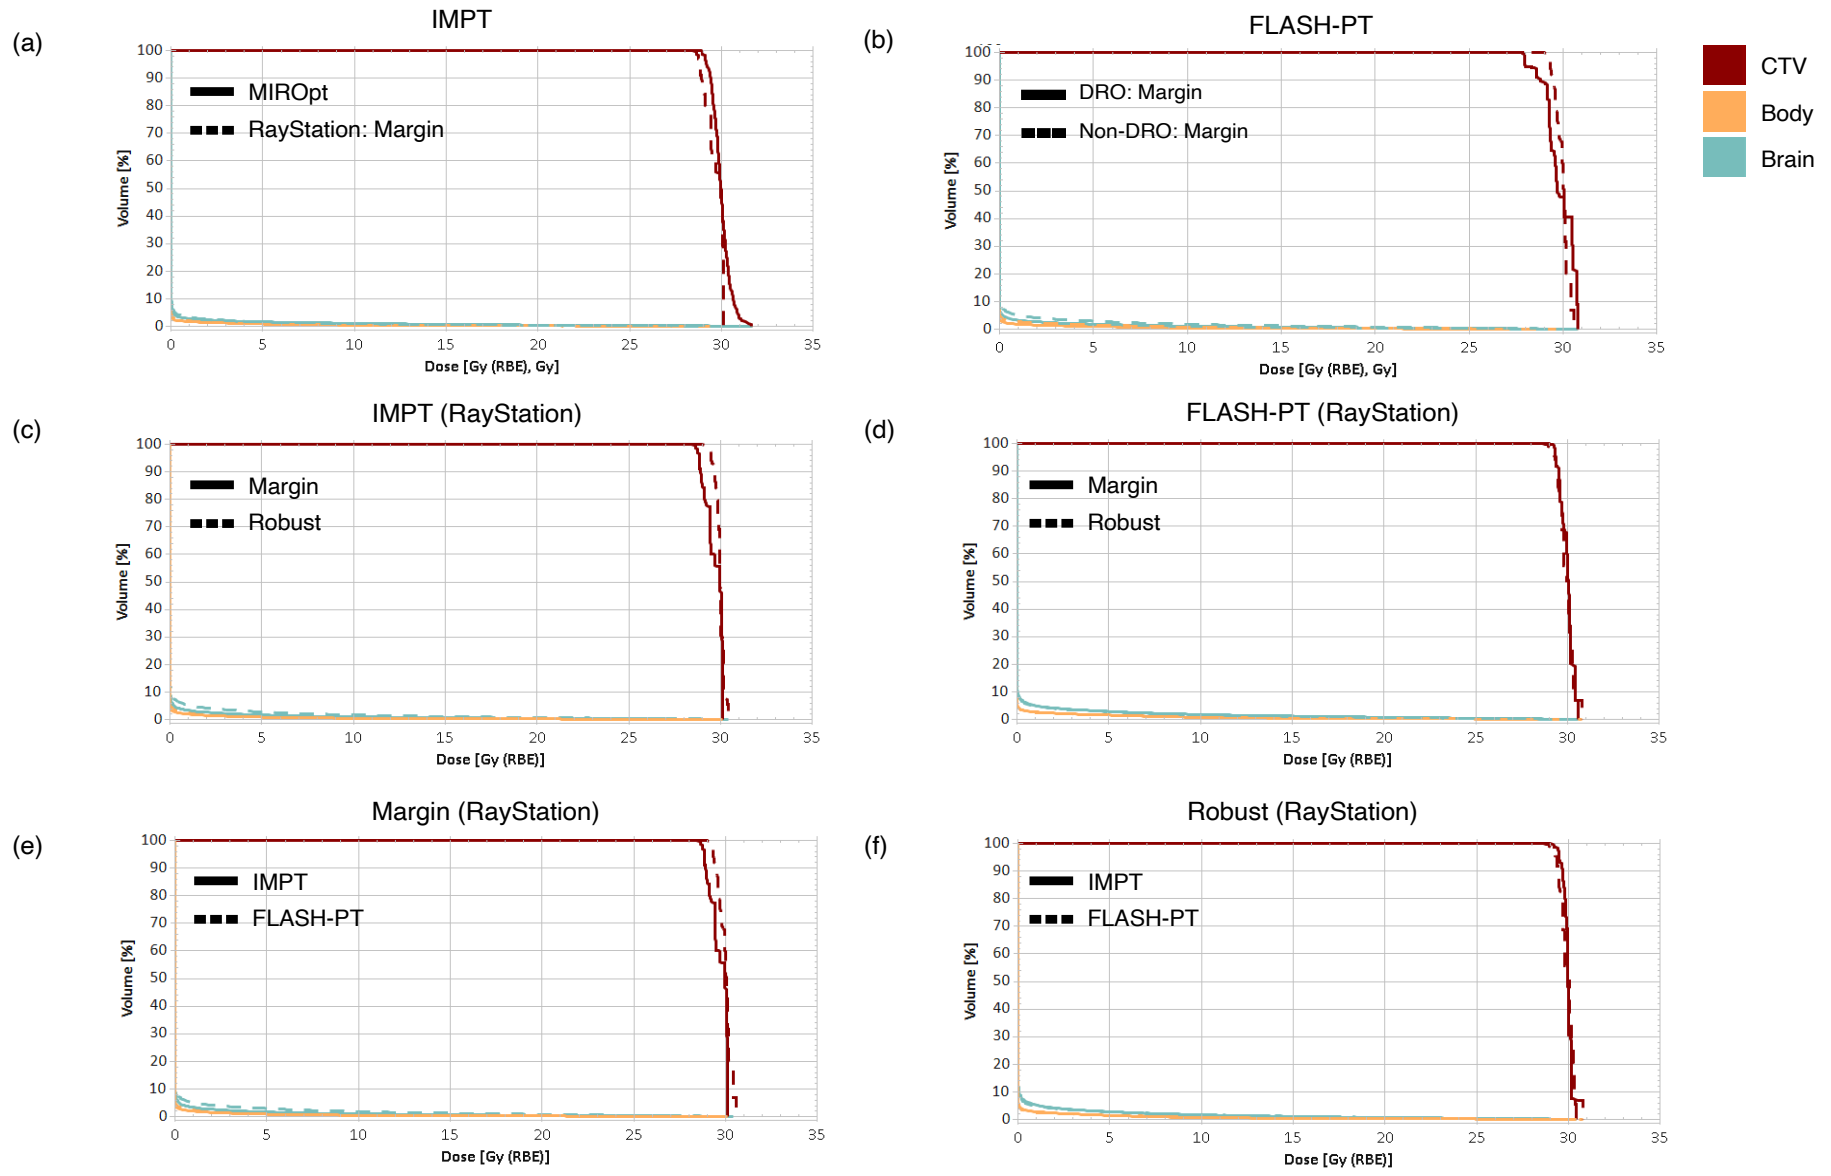 (a)
IMPT
100
90
80
70
60
50
40
30
20
10
0
Volume [%]
MIROpt
RayStation: Margin
0 5 10 15 20 25 30 35
Dose [Gy (RBE), Gy]
(b)
FLASH-PT
100
90
80
70
60
50
40
30
20
10
0
Volume [%]
DRO: Margin
Non-DRO: Margin
0 5 10 15 20 25 30 35
Dose [Gy (RBE), Gy]
CTV
Body
Brain
(c)
IMPT (RayStation)
100
90
80
70
60
50
40
30
20
10
0
Volume [%]
Margin
Robust
0 5 10 15 20 25 30 35
Dose [Gy (RBE)]
(d)
FLASH-PT (RayStation)
100
90
80
70
60
50
40
30
20
10
0
Volume [%]
Margin
Robust
0 5 10 15 20 25 30 35
Dose [Gy (RBE)]
(e)
Margin (RayStation)
100
90
80
70
60
50
40
30
20
10
0
Volume [%]
IMPT
FLASH-PT
0 5 10 15 20 25 30 35
Dose [Gy (RBE)]
(f)
Robust (RayStation)
100
90
80
70
60
50
40
30
20
10
0
Volume [%]
IMPT
FLASH-PT
0 5 10 15 20 25 30 35
Dose [Gy (RBE)]